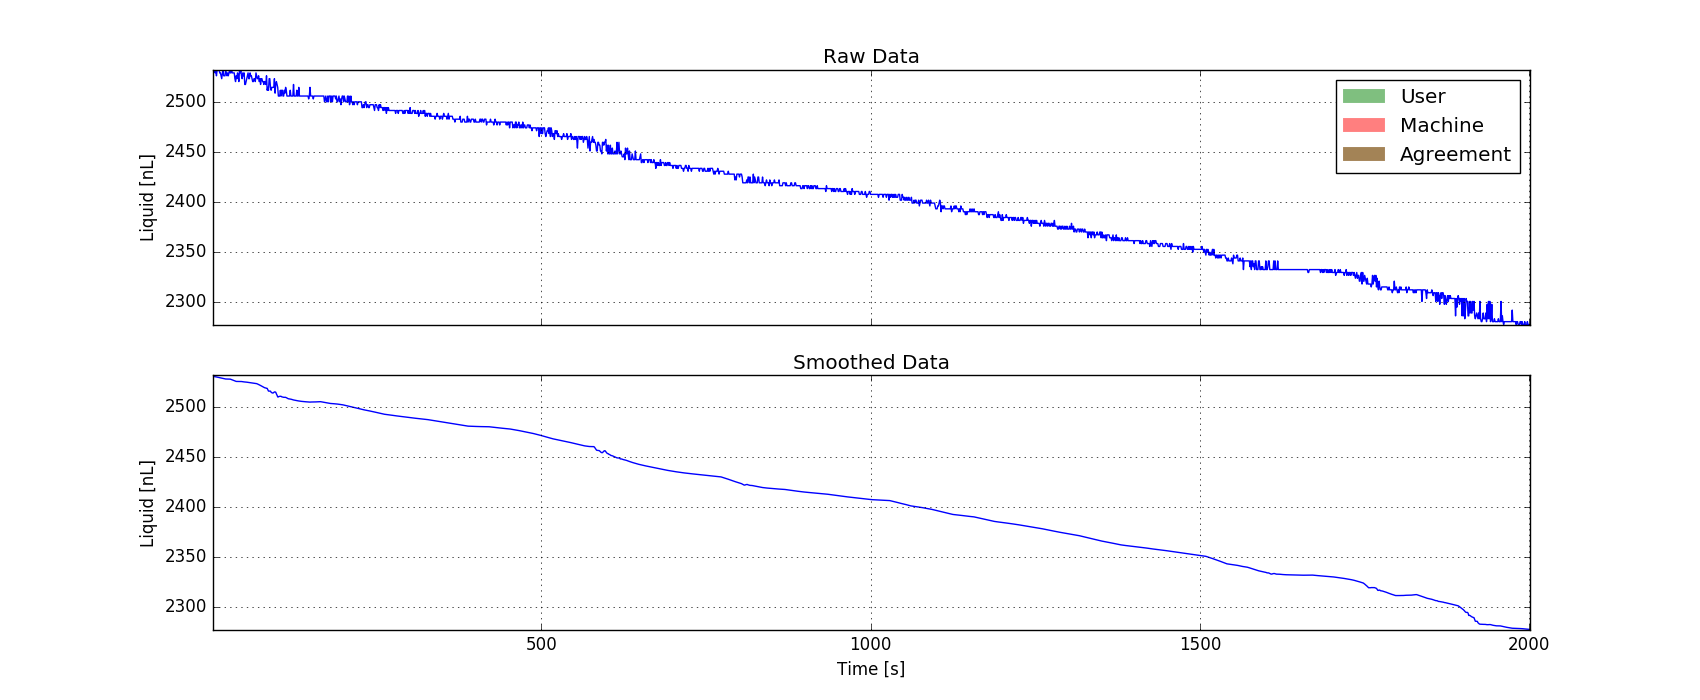 Raw Data
2500
2450
2400
2350
2300
Liquid [nL]
User
Machine
Agreement
Smoothed Data
2500
2450
2400
2350
2300
Liquid [nL]
500
1000
1500
2000
Time [s]